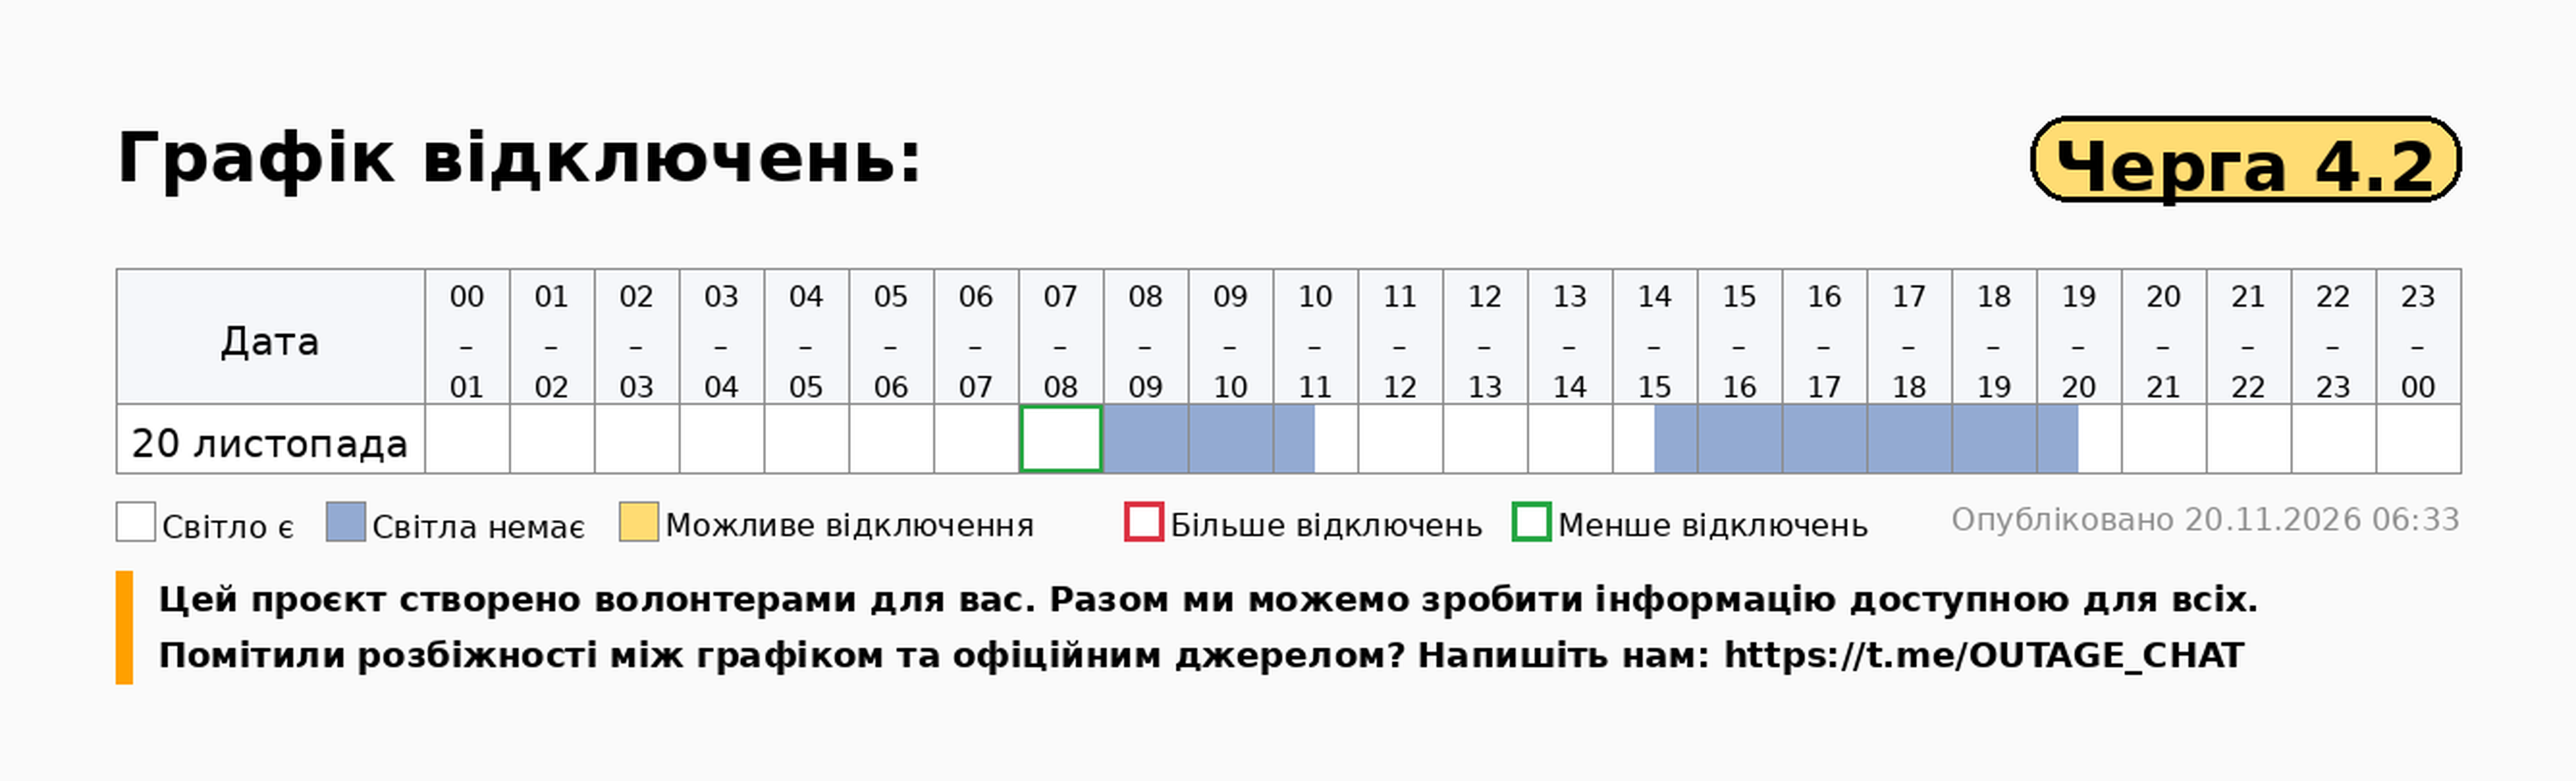 Графік відключень:
Черга 4.2
Дата
00 – 01
01 – 02
02 – 03
03 – 04
04 – 05
05 – 06
06 – 07
07 – 08
08 – 09
09 – 10
10 – 11
11 – 12
12 – 13
13 – 14
14 – 15
15 – 16
16 – 17
17 – 18
18 – 19
19 – 20
20 – 21
21 – 22
22 – 23
23 – 00
20 листопада
Світло є
Світла немає
Можливе відключення
Більше відключень
Менше відключень
Опубліковано 20.11.2026 06:33
Цей проєкт створено волонтерами для вас. Разом ми можемо зробити інформацію доступною для всіх.
Помітили розбіжності між графіком та офіційним джерелом? Напишіть нам: https://t.me/OUTAGE_CHAT